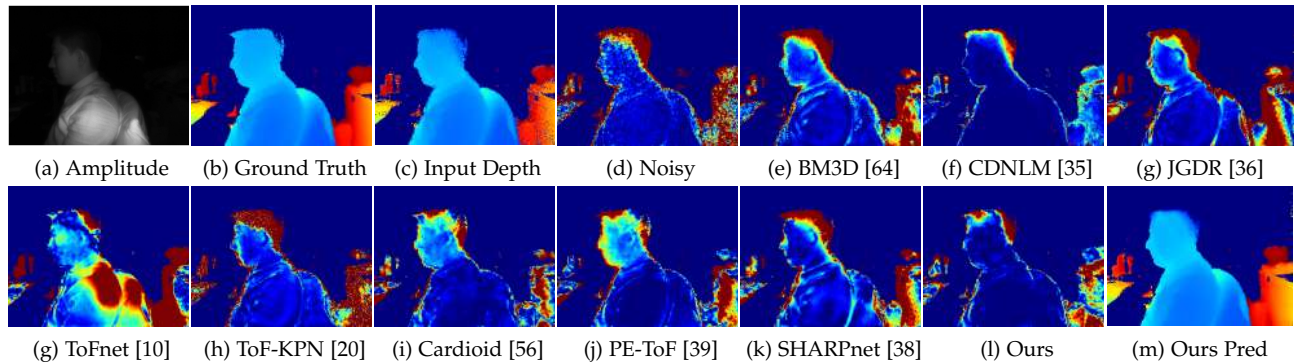 (a) Amplitude (b) Ground Truth (c) Input Depth (d) Noisy (e) BM3D [64] (f) CDNLM [35] (g) JGDR [36]
(g) ToFnet [10] (h) ToF-KPN [20] (i) Cardioid [56] (j) PE-ToF [39] (k) SHARPnet [38] (l) Ours (m) Ours Pred